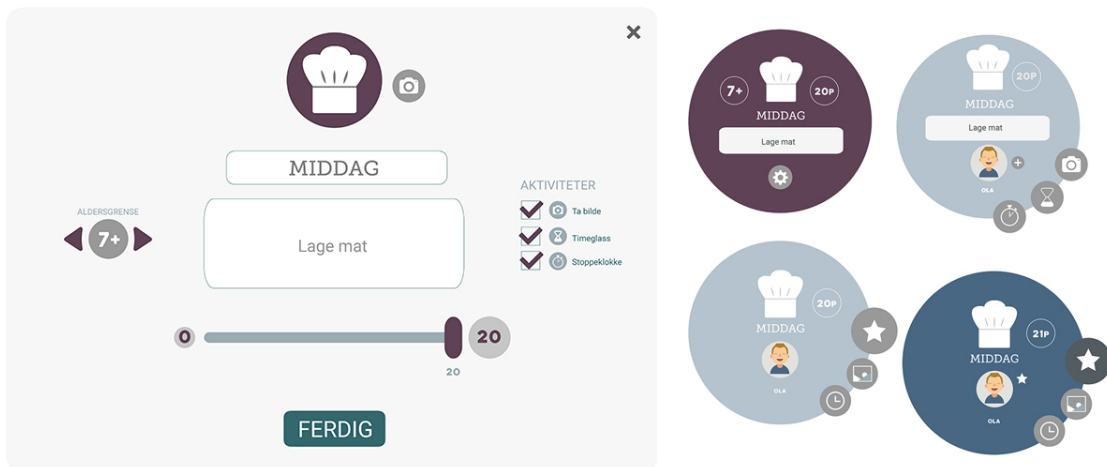 MIDDAG
Lage mat
ALDERSGRENSE
7+
AKTIVITETER
Ta bilde
Timeglass
Stoppeklokke
0
20
20
FERDIG
7+
20P
MIDDAG
Lage mat
20P
MIDDAG
Lage mat
OLA
20P
MIDDAG
OLA
21P
MIDDAG
OLA